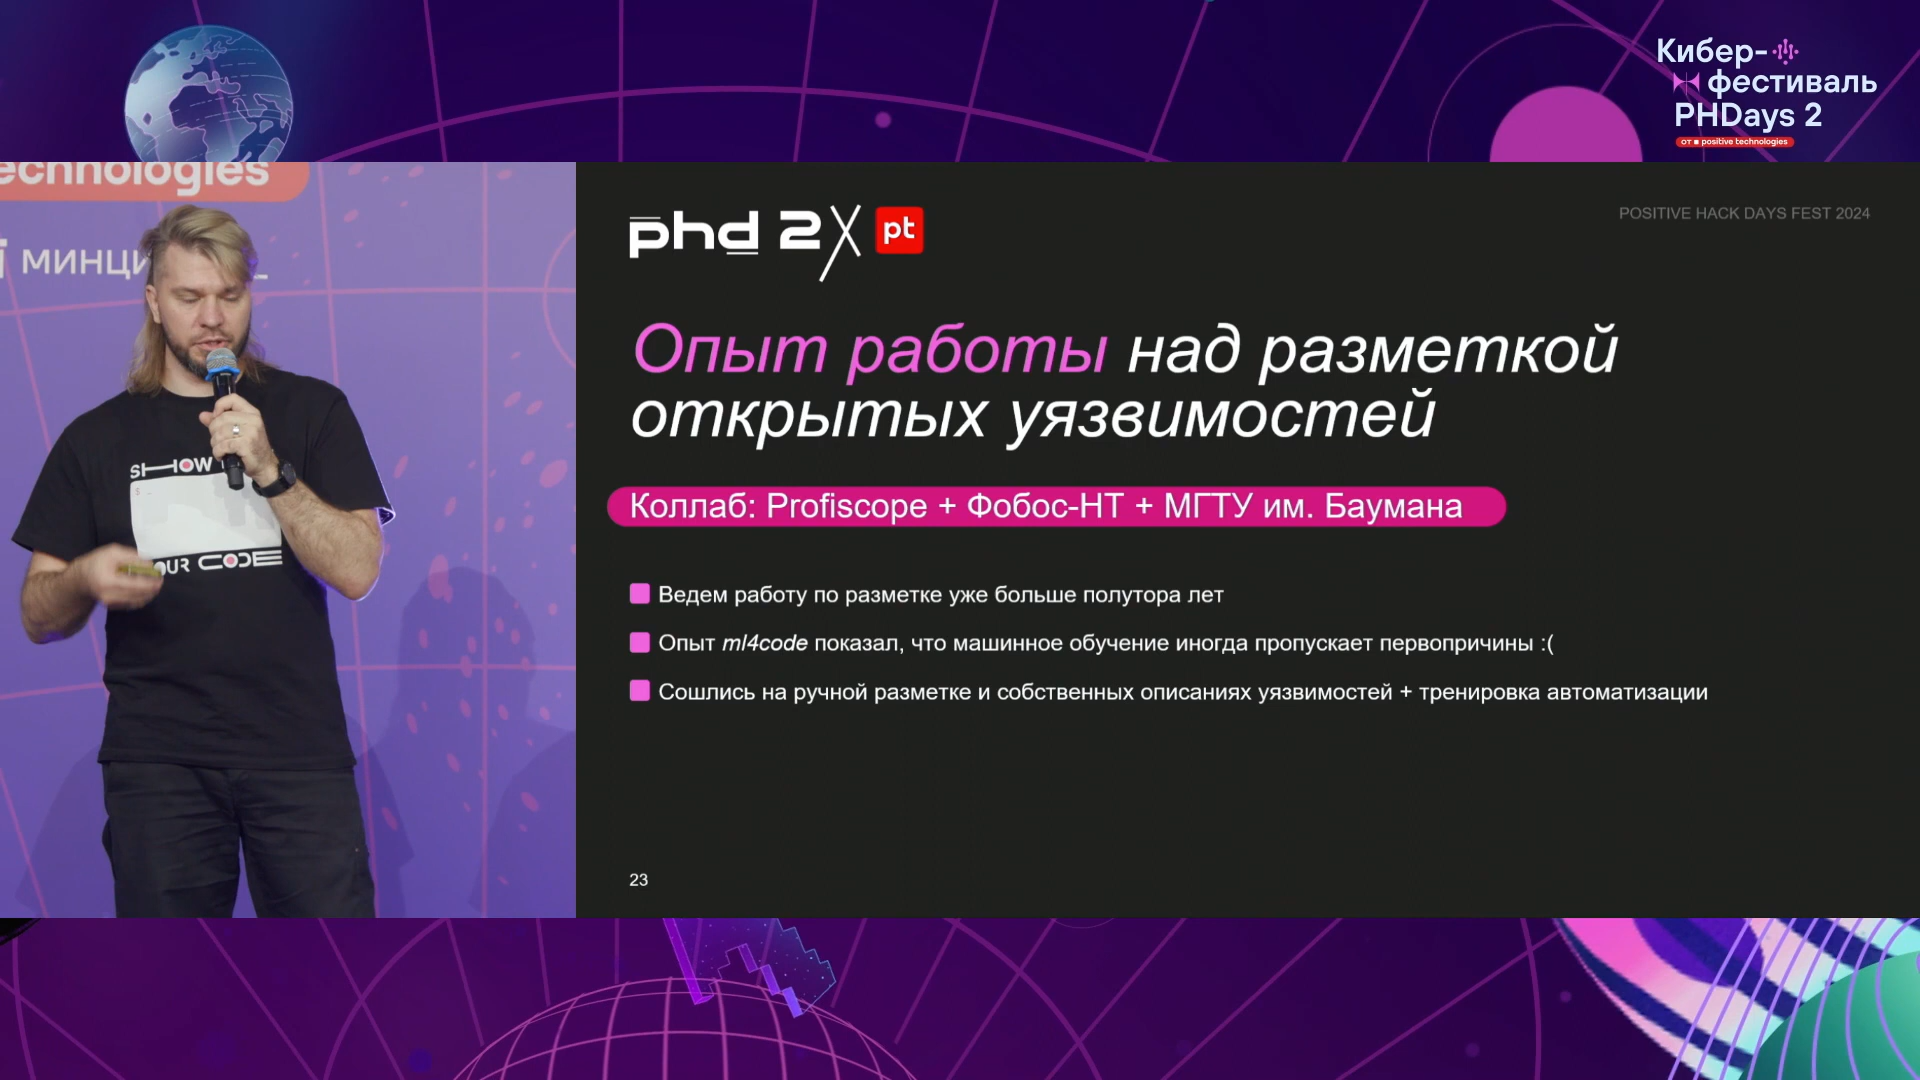 Кибер-
фестиваль
PHDays 2
от positive technologies
echnologies
минци
SHOW
OUR CODE
phd 2 pt
POSITIVE HACK DAYS FEST 2024
Опыт работы над разметкой
открытых уязвимостей
Коллаб: Profiscope + Фобос-НТ + МГТУ им. Баумана
Ведем работу по разметке уже больше полутора лет
Опыт ml4code показал, что машинное обучение иногда пропускает первопричины :(
Сошлись на ручной разметке и собственных описаниях уязвимостей + тренировка автоматизации
23